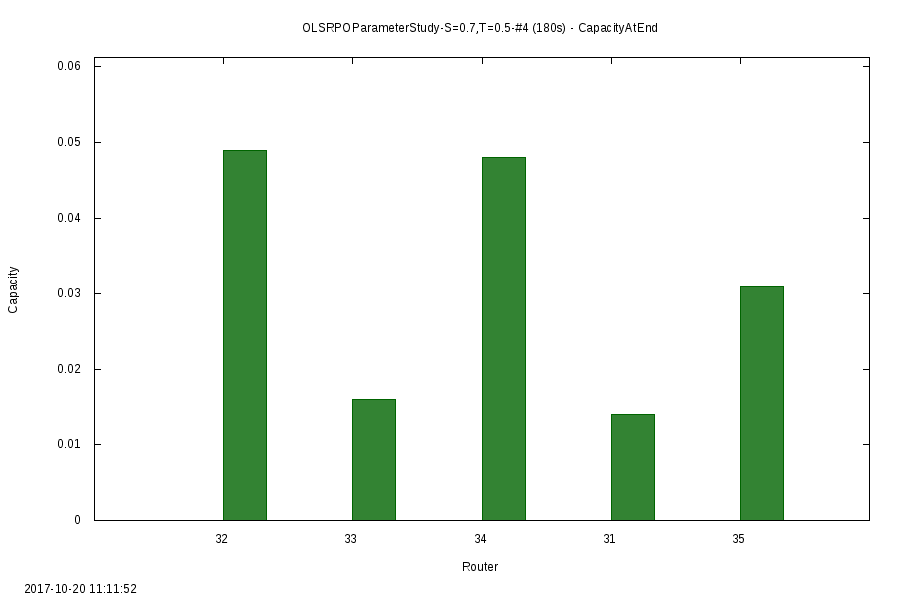 OLSRPOParameterStudy-S=0.7,T=0.5-#4 (180s) - CapacityAtEnd
0.06
0.05
0.04
0.03
0.02
0.01
0
Capacity
32 33 34 31 35
Router
2017-10-20 11:11:52